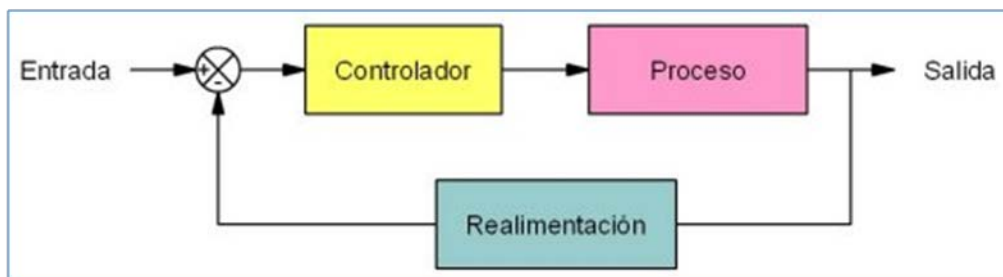 Entrada
+
-
Controlador
Proceso
Salida
Realimentación